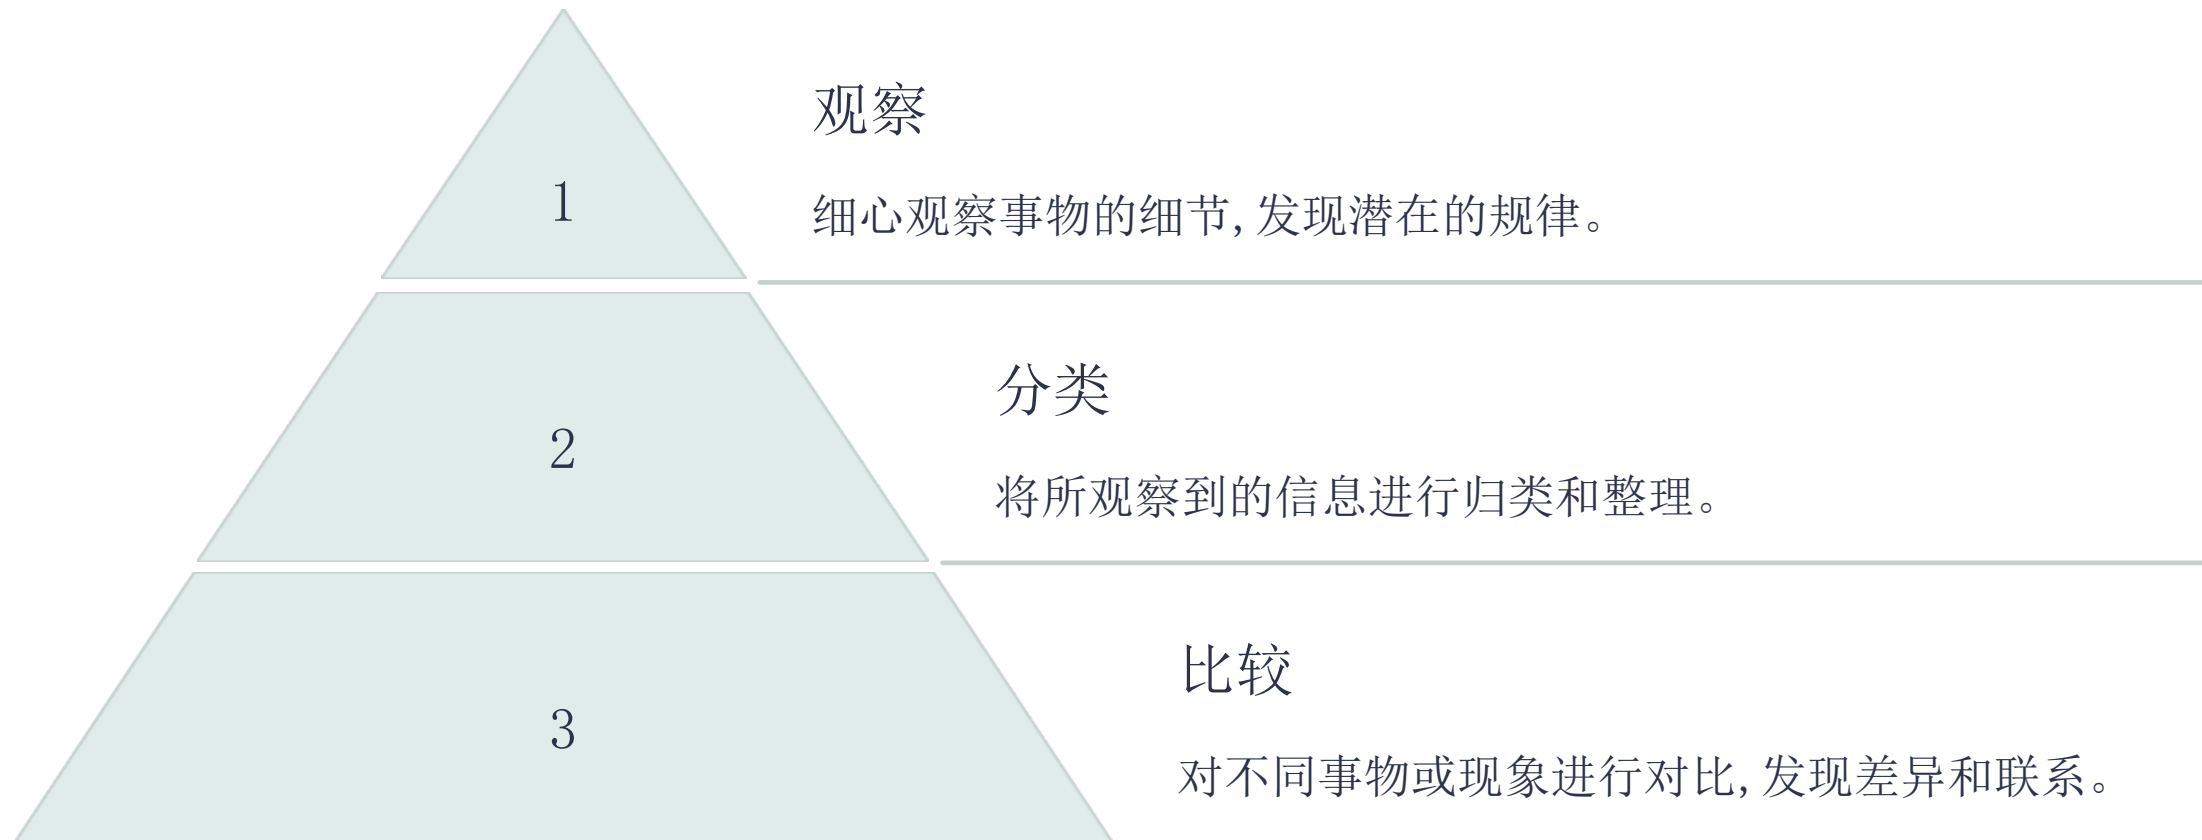 1
观察
细心观察事物的细节,发现潜在的规律。
2
分类
将所观察到的信息进行归类和整理。
3
比较
对不同事物或现象进行对比,发现差异和联系。